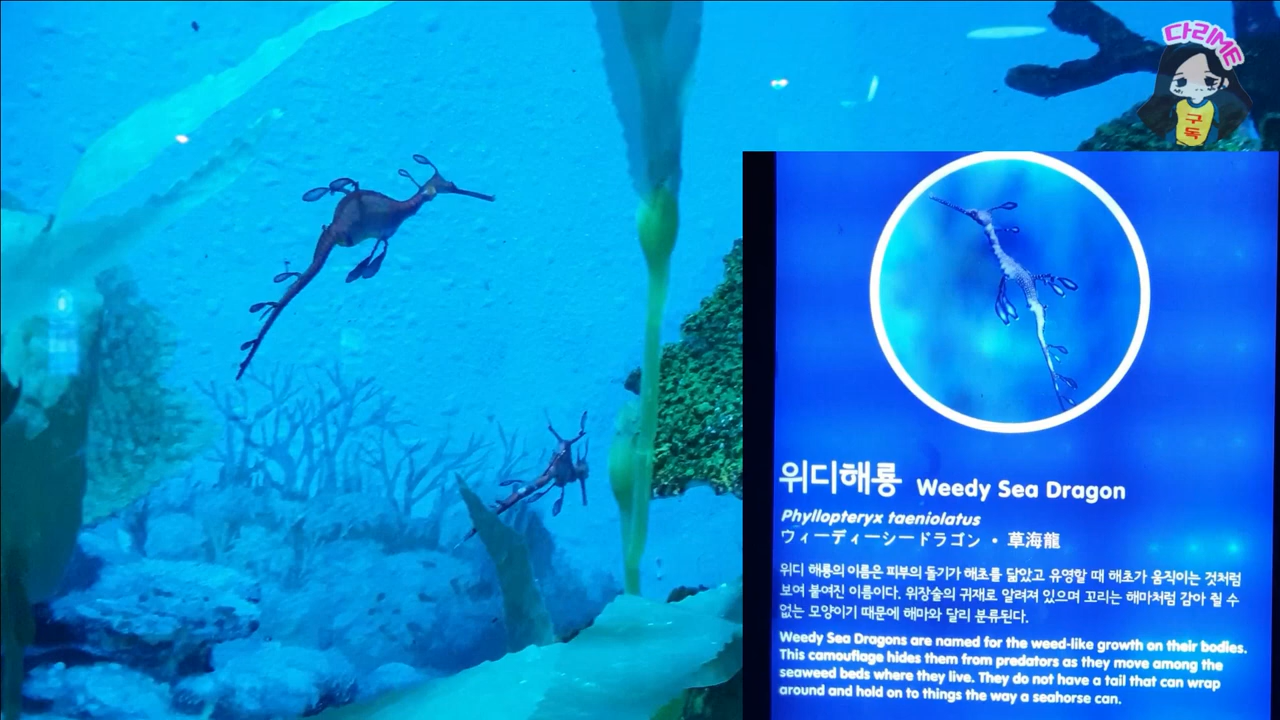 다리ME
구
독
위디해룡 Weedy Sea Dragon
Phyllopteryx taeniolatus
ウィーディーシードラゴン • 草海龍
위디 해룡의 이름은 피부의 돌기가 해초를 닮았고 유영할 때 해초가 움직이는 것처럼
보여 붙여진 이름이다. 위장술의 귀재로 알려져 있으며 꼬리는 해마처럼 감아 쥘 수
없는 모양이기 때문에 해마와 달리 분류된다.
Weedy Sea Dragons are named for the weed-like growth on their bodies.
This camouflage hides them from predators as they move among the
seaweed beds where they live. They do not have a tail that can wrap
around and hold on to things the way a seahorse can.